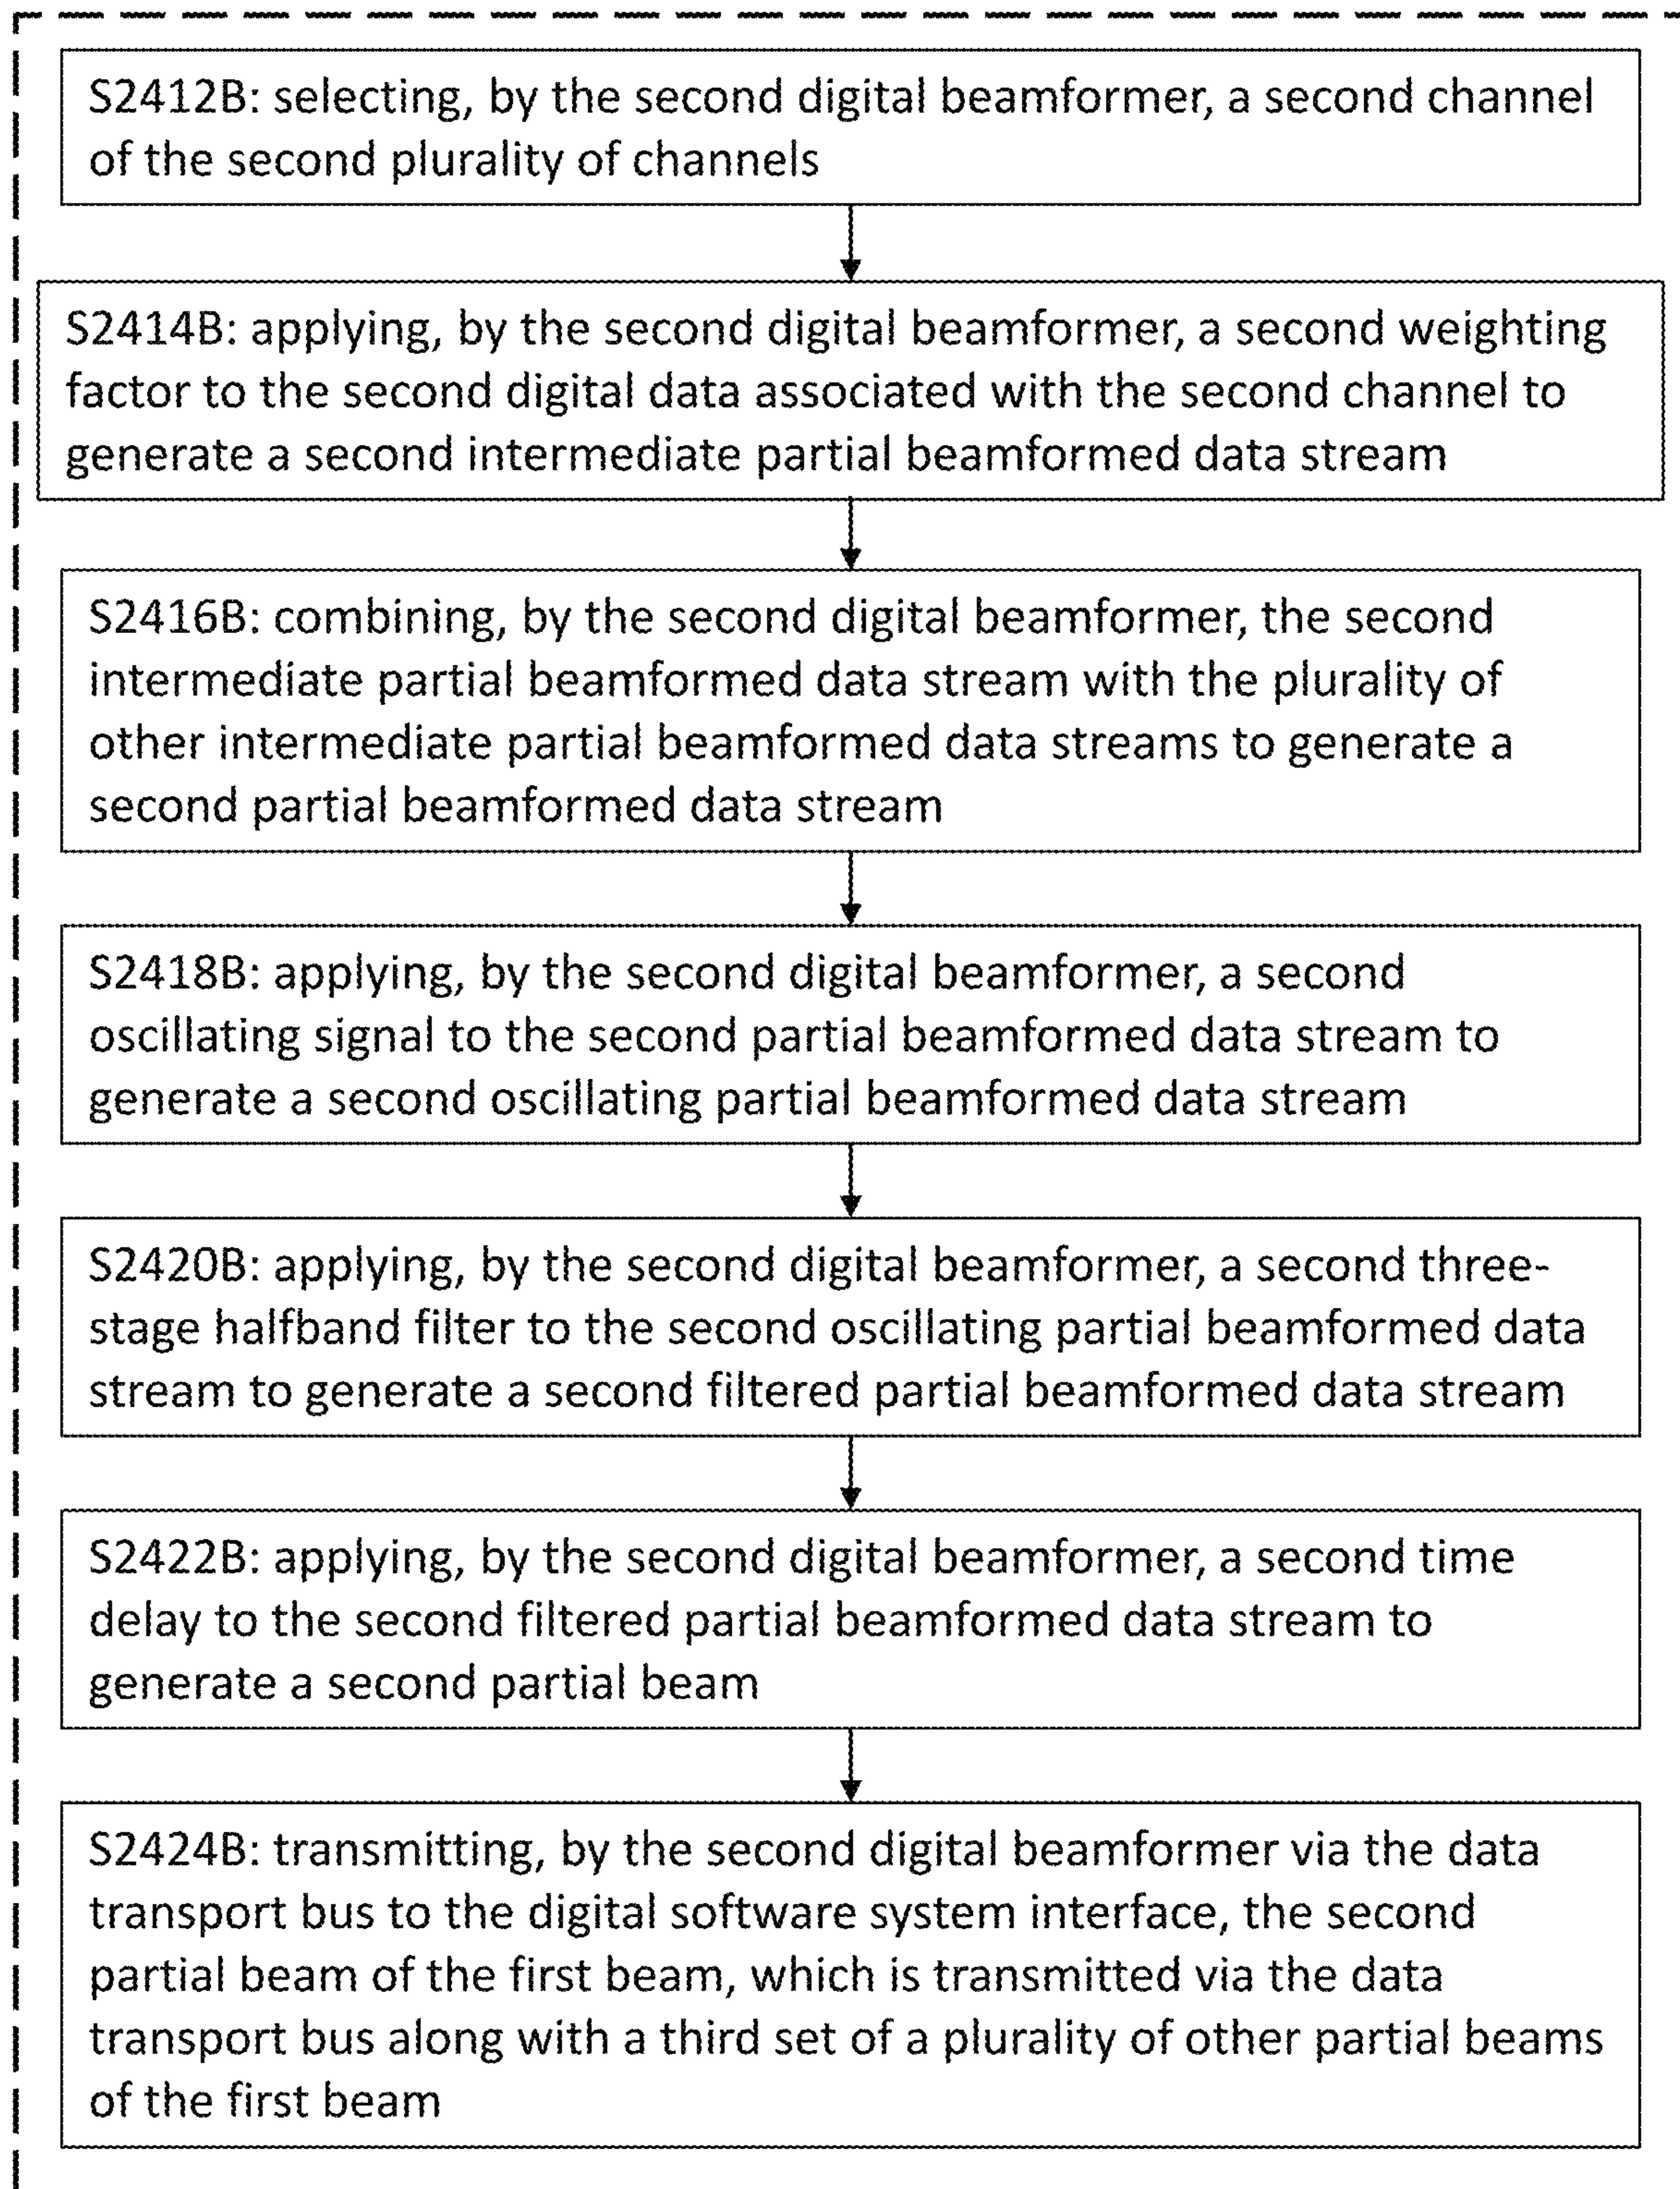 S2412B: selecting, by the second digital beamformer, a second channel
of the second plurality of channels
S2414B: applying, by the second digital beamformer, a second weighting
factor to the second digital data associated with the second channel to
generate a second intermediate partial beamformed data stream
S2416B: combining, by the second digital beamformer, the second
intermediate partial beamformed data stream with the plurality of
other intermediate partial beamformed data streams to generate a
second partial beamformed data stream
S2418B: applying, by the second digital beamformer, a second
oscillating signal to the second partial beamformed data stream to
generate a second oscillating partial beamformed data stream
S2420B: applying, by the second digital beamformer, a second three-
stage halfband filter to the second oscillating partial beamformed data
stream to generate a second filtered partial beamformed data stream
S2422B: applying, by the second digital beamformer, a second time
delay to the second filtered partial beamformed data stream to
generate a second partial beam
S2424B: transmitting, by the second digital beamformer via the data
transport bus to the digital software system interface, the second
partial beam of the first beam, which is transmitted via the data
transport bus along with a third set of a plurality of other partial beams
of the first beam